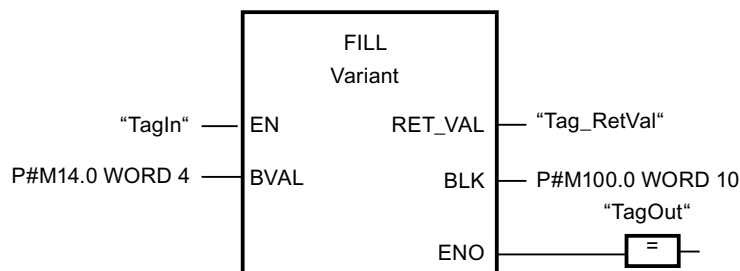 FILL
Variant
“TagIn“ EN RET_VAL “Tag_RetVal“
P#M14.0 WORD 4 BVAL BLK P#M100.0 WORD 10
“TagOut“
ENO =